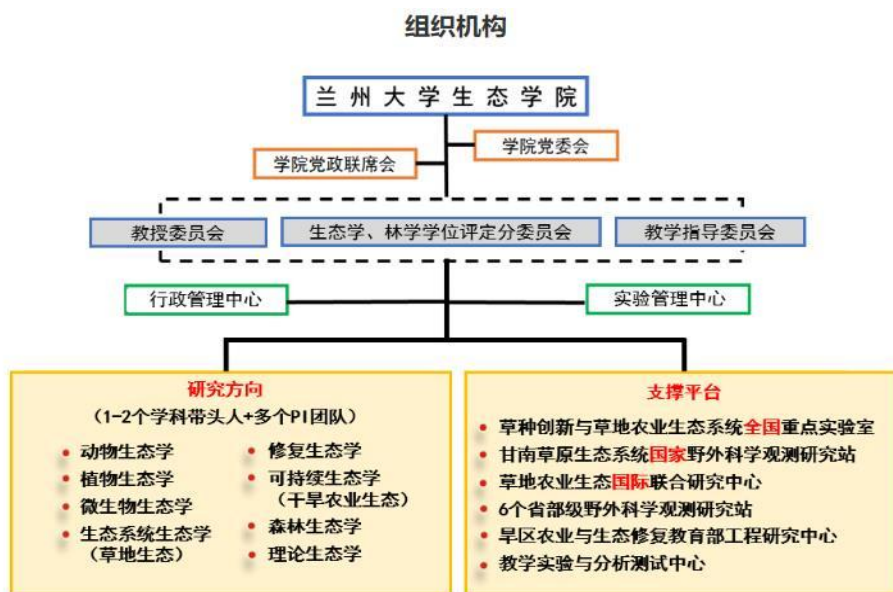 组织机构
兰州大学生态学院
学院党委会
学院党政联席会
教授委员会
生态学、林学学位评定分委员会
教学指导委员会
行政管理中心
实验管理中心
研究方向
（1-2个学科带头人+多个PI团队）
动物生态学
植物生态学
微生物生态学
生态系统生态学
（草地生态）
修复生态学
可持续生态学
（干旱农业生态）
森林生态学
理论生态学
支撑平台
草种创新与草地农业生态系统全国重点实验室
甘南草原生态系统国家野外科学观测研究站
草地农业生态国际联合研究中心
6个省部级野外科学观测研究站
旱区农业与生态修复教育部工程研究中心
教学实验与分析测试中心